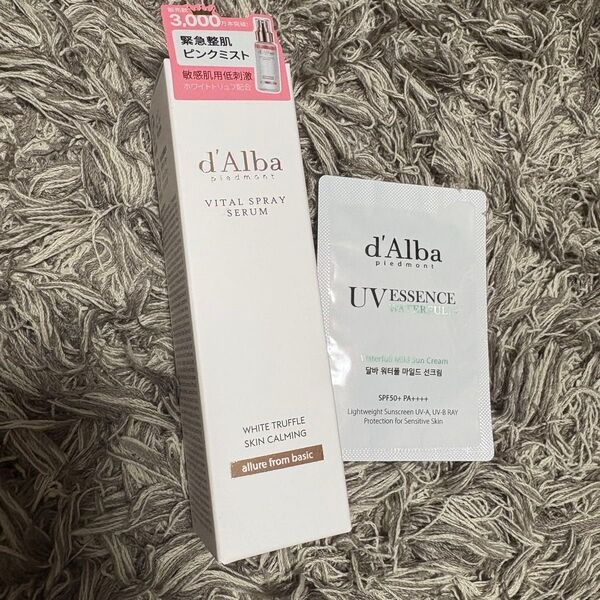 3,000万本突破!
緊急整肌
ピンクミスト
敏感肌用低刺激
ホワイトトリュフ配合
d'Alba
piedmont
VITAL SPRAY
SERUM
WHITE TRUFFLE
SKIN CALMING
allure from basic
d'Alba
piedmont
UV ESSENCE
WATERFULL
Waterfull Mild Sun Cream
달바 워터풀 마일드 선크림
SPF50+ PA++++
Lightweight Sunscreen UV-A, UV-B RAY
Protection for Sensitive Skin